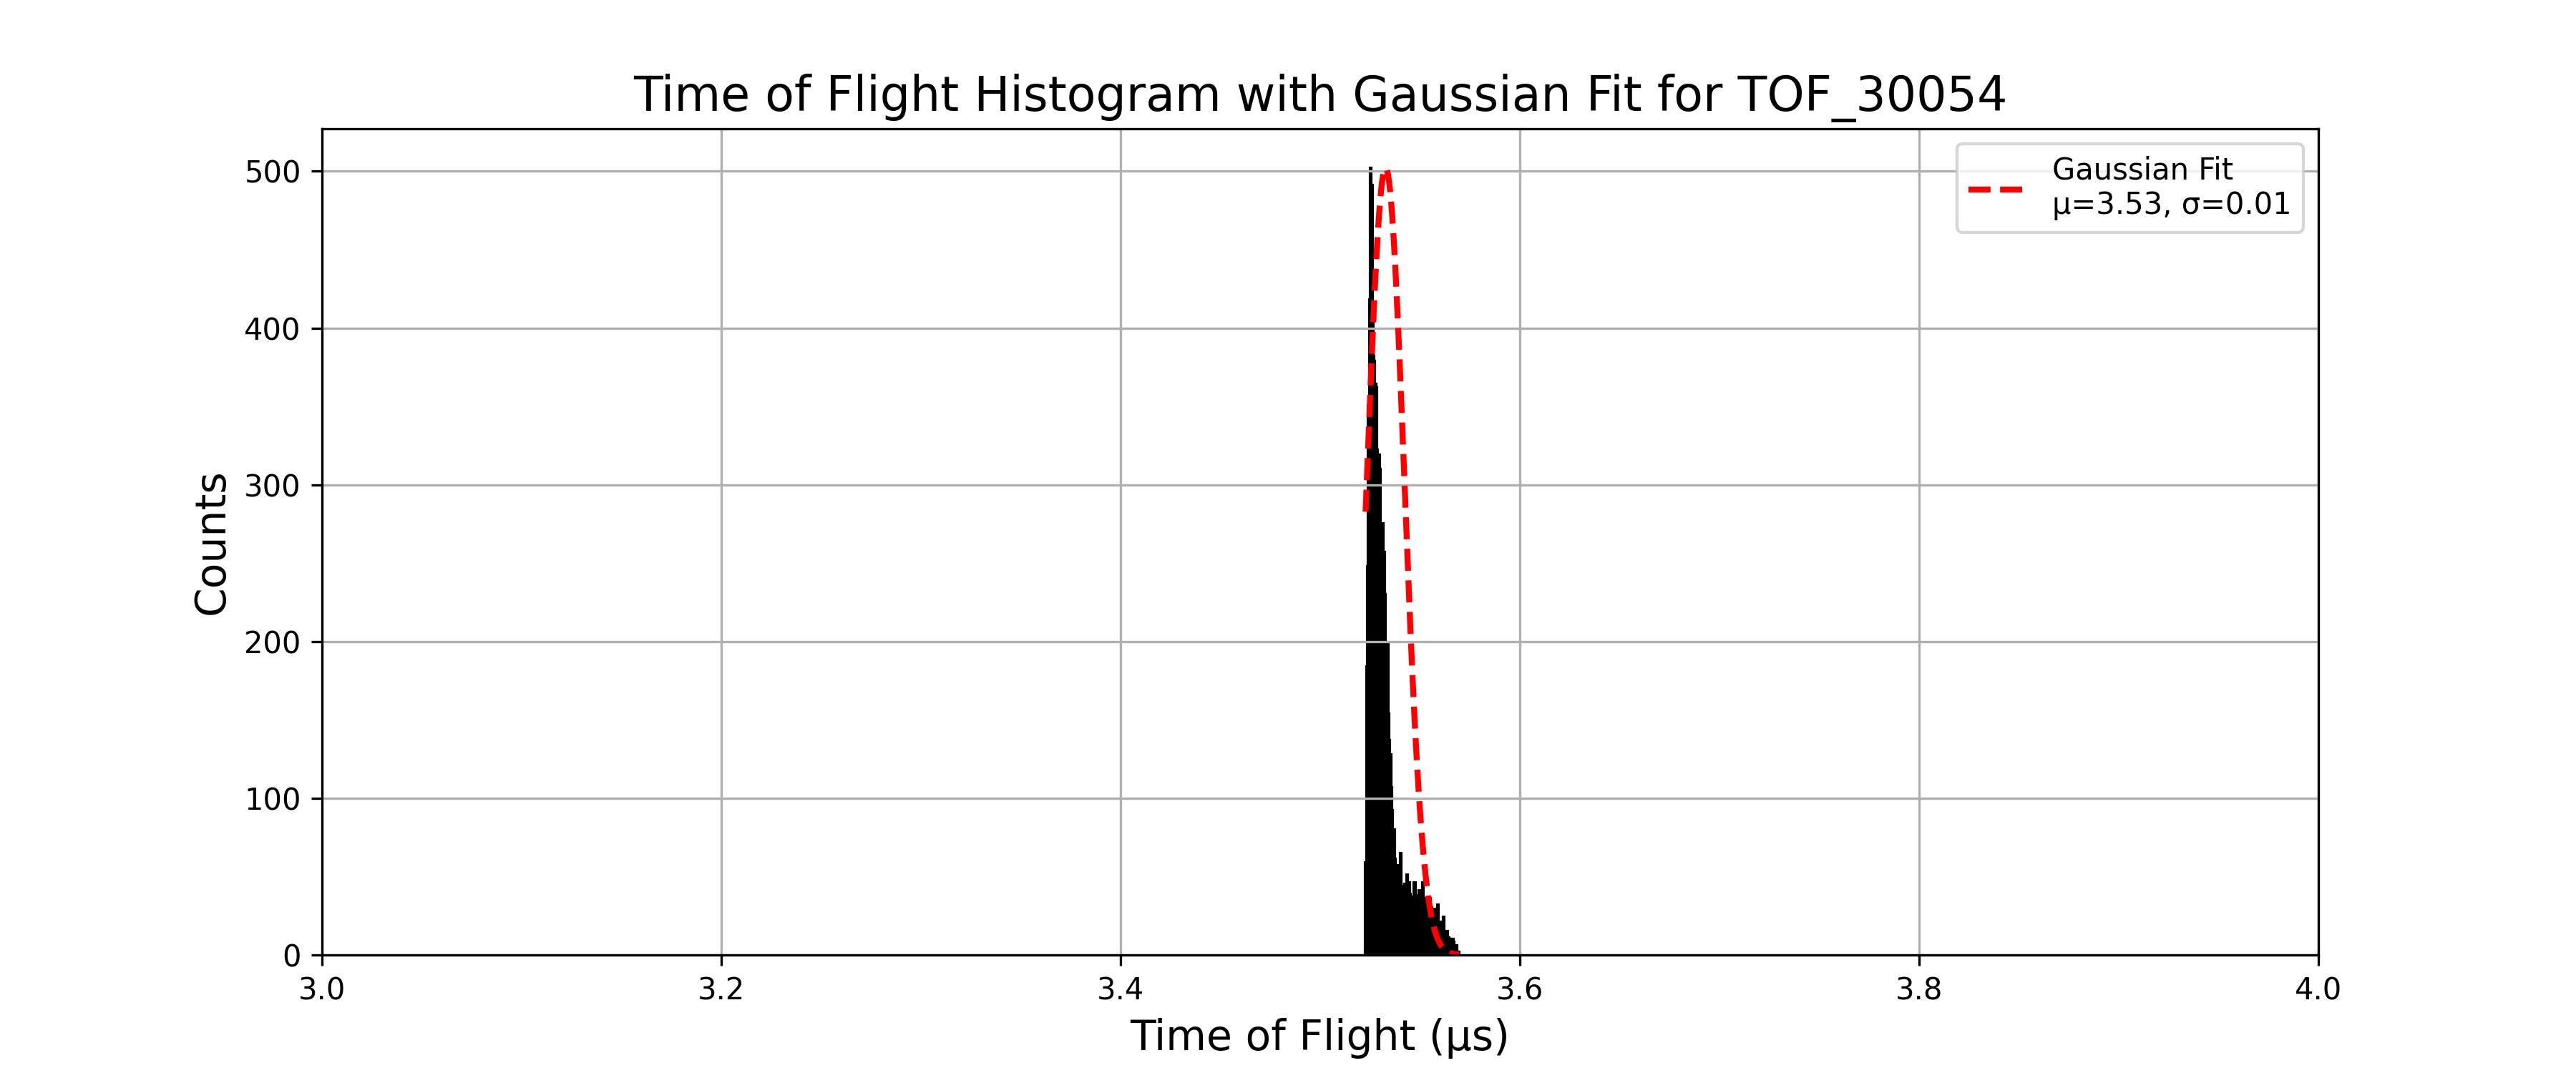 Time of Flight Histogram with Gaussian Fit for TOF_30054
Gaussian Fit
μ=3.53, σ=0.01
500
400
300
200
100
0
Counts
3.0 3.2 3.4 3.6 3.8 4.0
Time of Flight (μs)